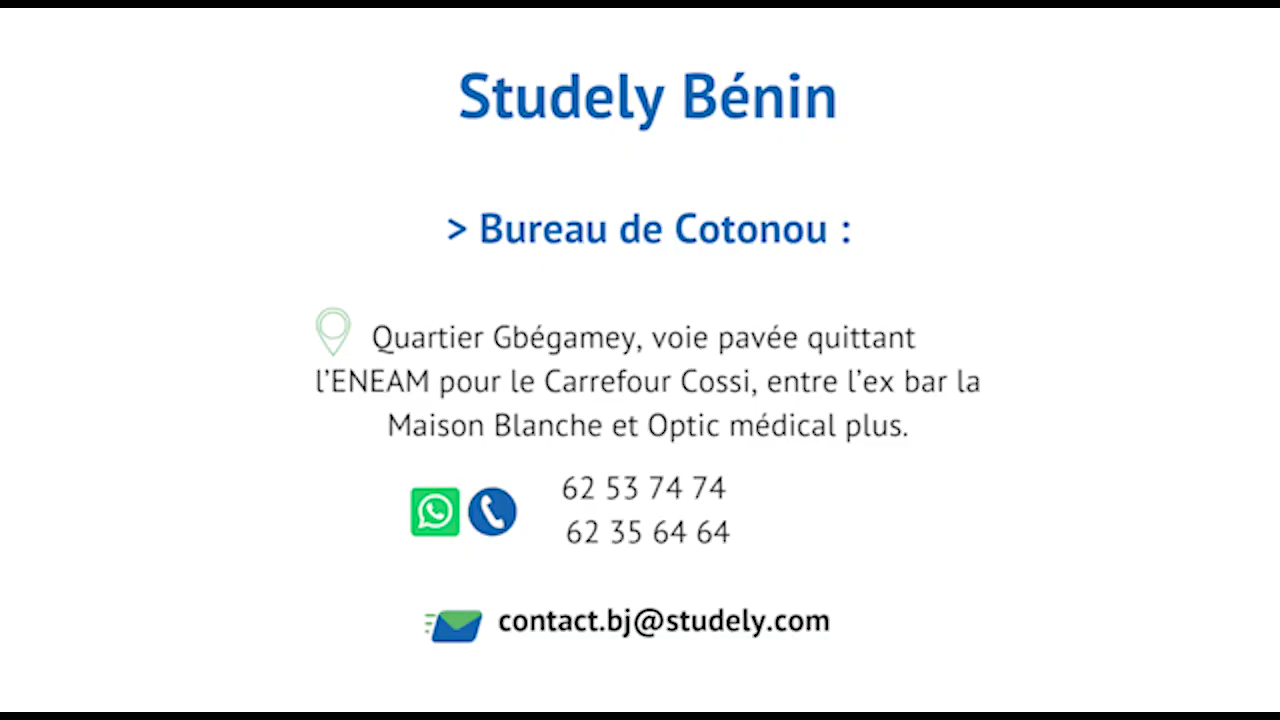 Studely Bénin
> Bureau de Cotonou :
Quartier Gbégamey, voie pavée quittant
l’ENEAM pour le Carrefour Cossi, entre l’ex bar la
Maison Blanche et Optic médical plus.
62 53 74 74
62 35 64 64
contact.bj@studely.com